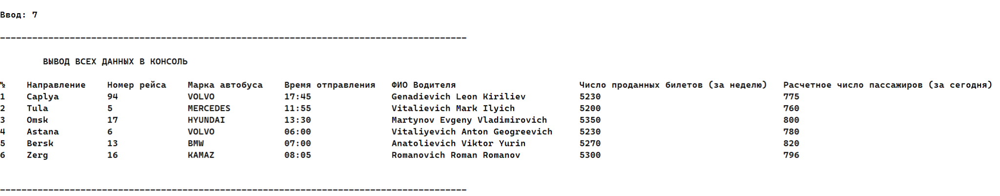 Ввод: 7
ВЫВОД ВСЕХ ДАННЫХ В КОНСОЛЬ
№ Направление Номер рейса Марка автобуса Время отправления ФИО Водителя Число проданных билетов (за неделю) Расчетное число пассажиров (за сегодня)
1 Caplya 94 VOLVO 17:45 Genadievich Leon Kiriliev 5230 775
2 Tula 5 MERCEDES 11:55 Vitalievich Mark Ilyich 5200 760
3 Omsk 17 HYUNDAI 13:30 Martynov Evgeny Vladimirovich 5350 800
4 Astana 6 VOLVO 06:00 Vitaliyevich Anton Geogreevich 5230 780
5 Bersk 13 BMW 07:00 Anatolievich Viktor Yurin 5270 820
6 Zerg 16 KAMAZ 08:05 Romanovich Roman Romanov 5300 796